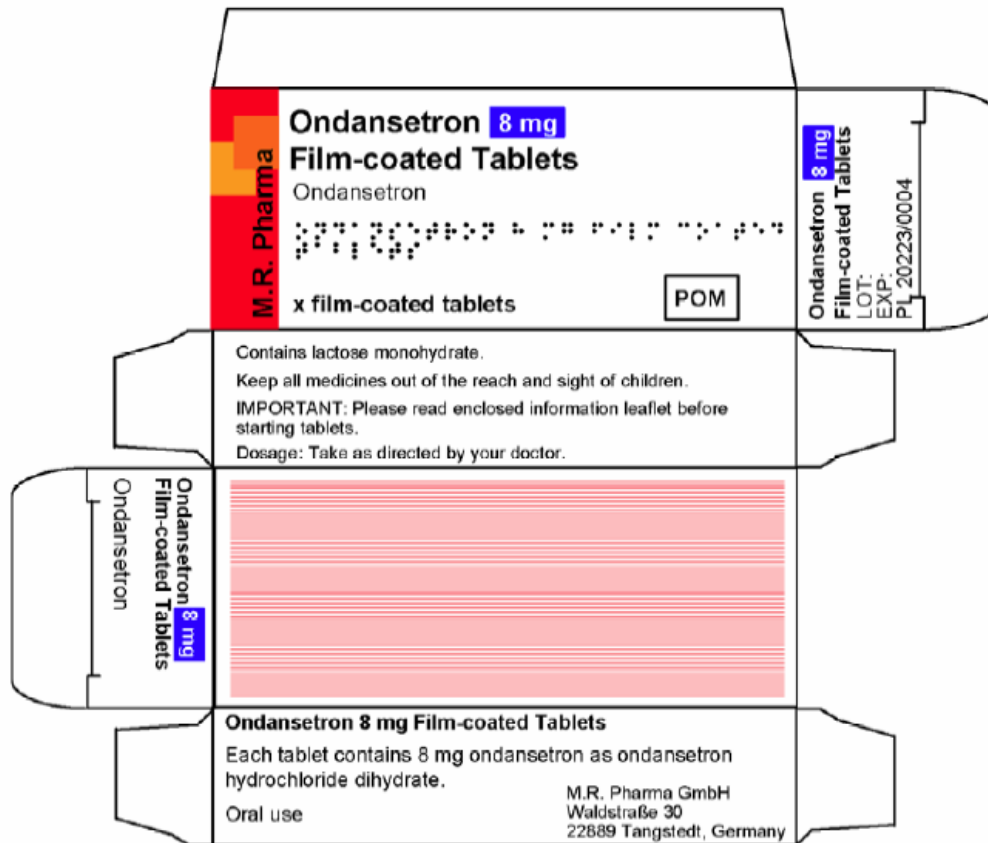 Ondansetron 8 mg
Film-coated Tablets
Ondansetron
x film-coated tablets
POM
M.R. Pharma
Ondansetron 8 mg
Film-coated Tablets
LOT:
EXP:
PL 20223/0004
Contains lactose monohydrate.
Keep all medicines out of the reach and sight of children.
IMPORTANT: Please read enclosed information leaflet before
starting tablets.
Dosage: Take as directed by your doctor.
Ondansetron 8 mg
Film-coated Tablets
Ondansetron
Ondansetron 8 mg Film-coated Tablets
Each tablet contains 8 mg ondansetron as ondansetron
hydrochloride dihydrate.
Oral use
M.R. Pharma GmbH
Waldstraße 30
22889 Tangstedt, Germany